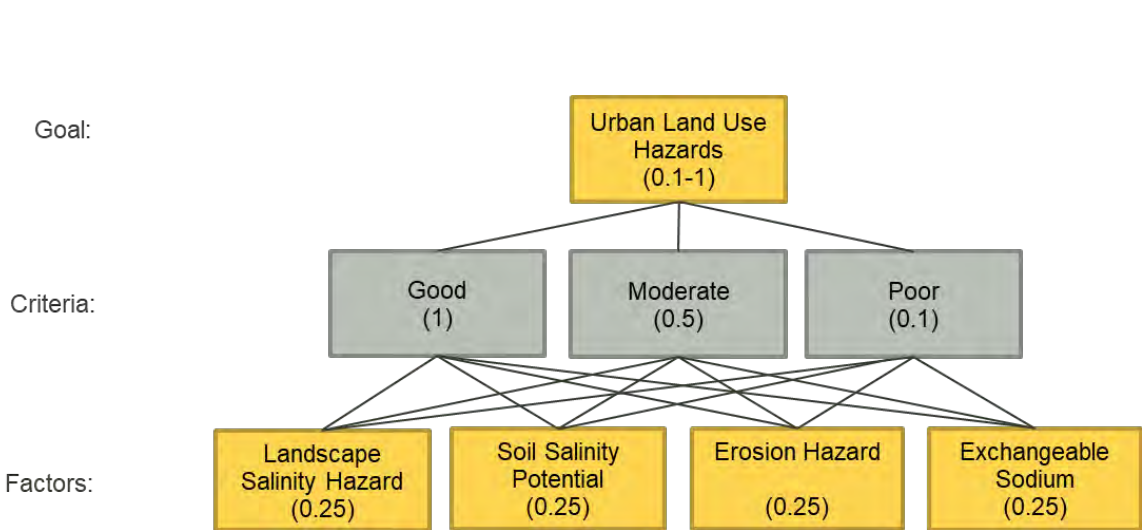 Goal:
Urban Land Use
Hazards
(0.1-1)
Criteria:
Good
(1)
Moderate
(0.5)
Poor
(0.1)
Factors:
Landscape
Salinity Hazard
(0.25)
Soil Salinity
Potential
(0.25)
Erosion Hazard
(0.25)
Exchangeable
Sodium
(0.25)